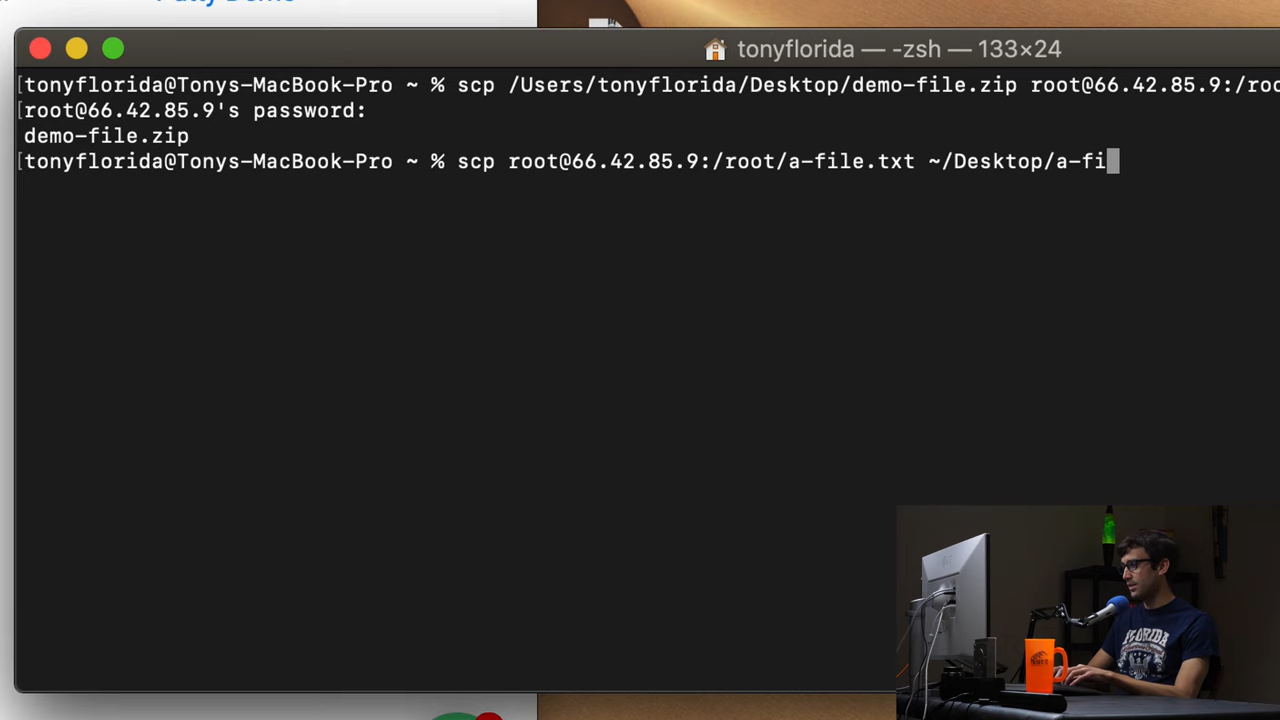 tonyflorida — -zsh — 133×24
[tonyflorida@Tonys-MacBook-Pro ~ % scp /Users/tonyflorida/Desktop/demo-file.zip root@66.42.85.9:/roo
[root@66.42.85.9's password:
demo-file.zip
[tonyflorida@Tonys-MacBook-Pro ~ % scp root@66.42.85.9:/root/a-file.txt ~/Desktop/a-fi
FLORIDA